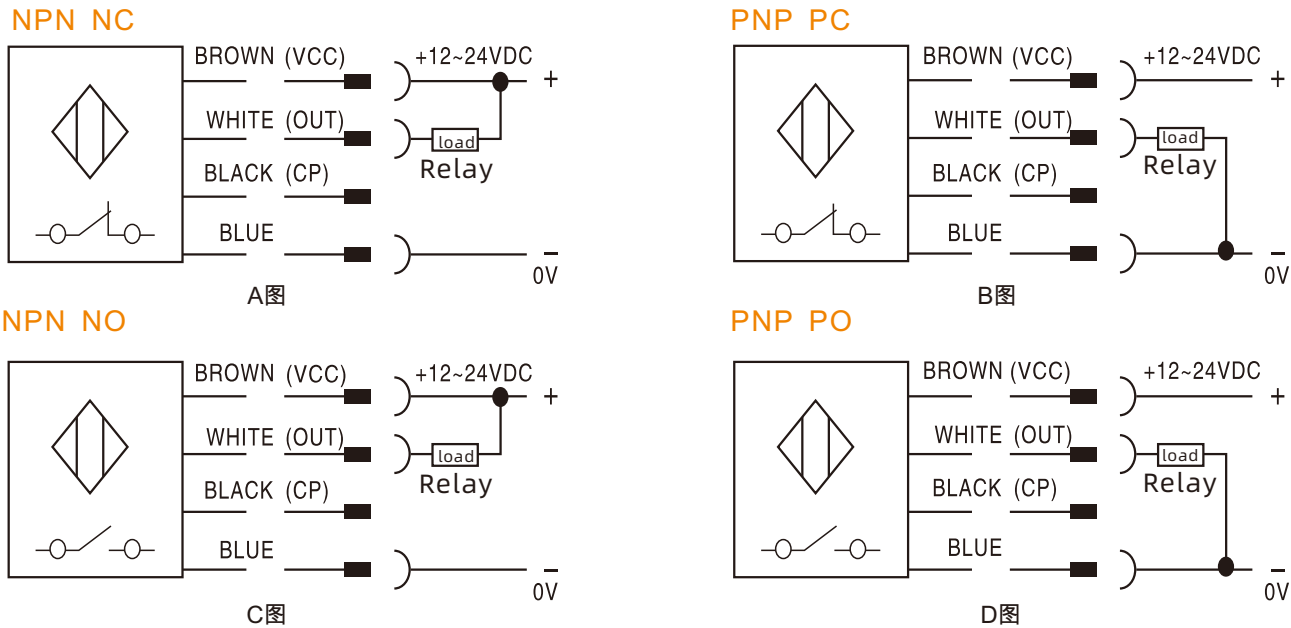 NPN NC
BROWN (VCC)
+12~24VDC
+
WHITE (OUT)
load
Relay
BLACK (CP)
BLUE
−
0V
A图
PNP PC
BROWN (VCC)
+12~24VDC
+
WHITE (OUT)
load
Relay
BLACK (CP)
BLUE
−
0V
B图
NPN NO
BROWN (VCC)
+12~24VDC
+
WHITE (OUT)
load
Relay
BLACK (CP)
BLUE
−
0V
C图
PNP PO
BROWN (VCC)
+12~24VDC
+
WHITE (OUT)
load
Relay
BLACK (CP)
BLUE
−
0V
D图